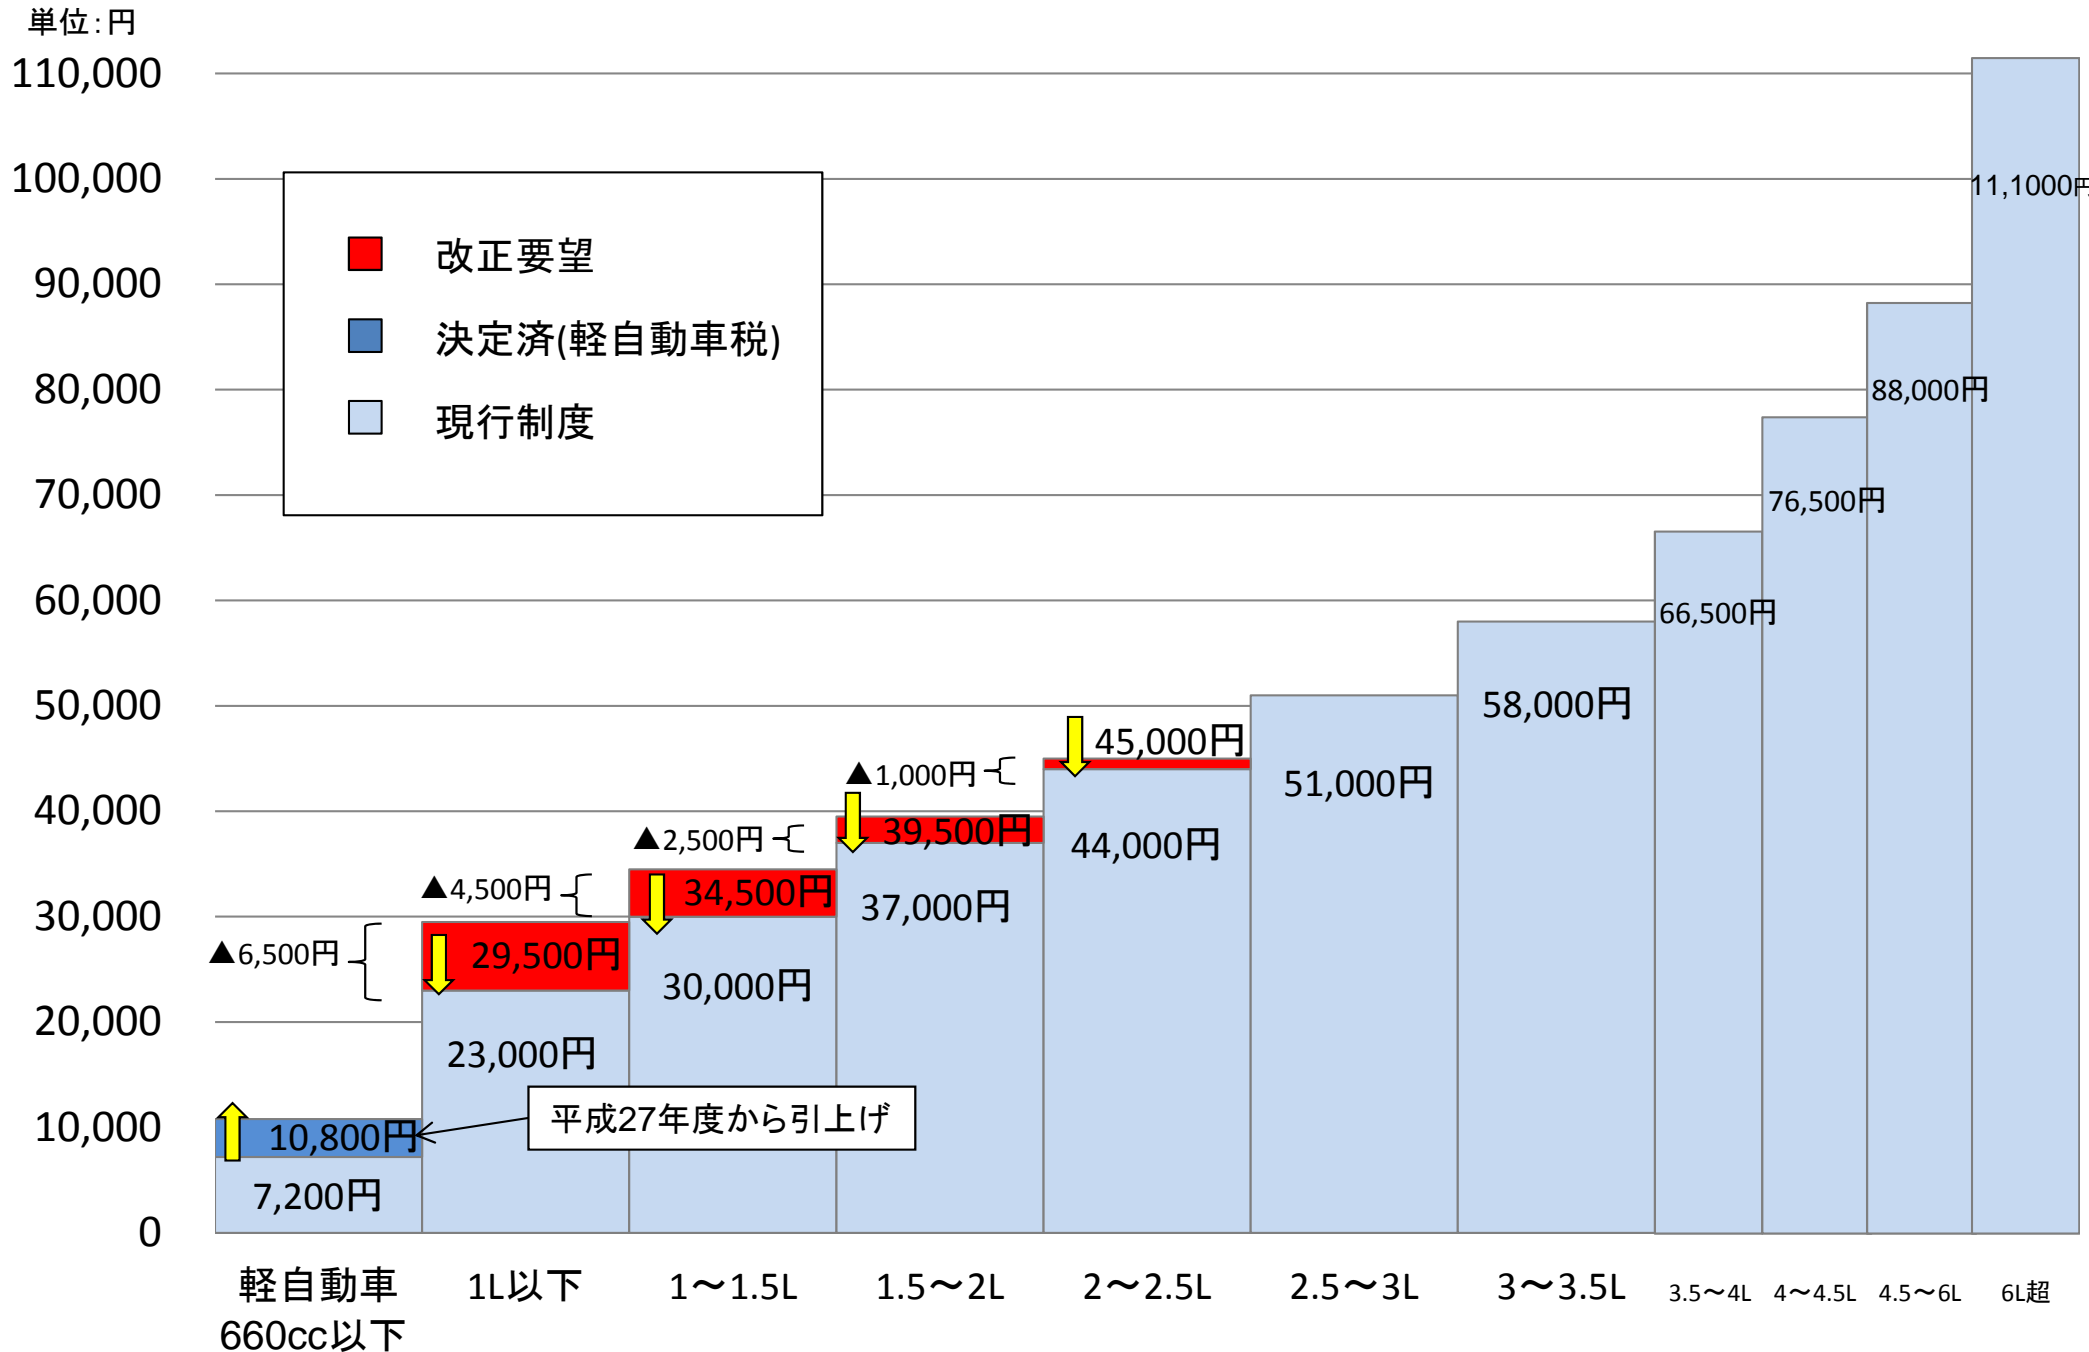 単位：円
110,000
100,000
90,000
80,000
70,000
60,000
50,000
40,000
30,000
20,000
10,000
0
改正要望
決定済(軽自動車税)
現行制度
11,1000円
88,000円
76,500円
66,500円
58,000円
51,000円
45,000円
▲1,000円
44,000円
39,500円
▲2,500円
37,000円
34,500円
▲4,500円
30,000円
29,500円
▲6,500円
23,000円
平成27年度から引上げ
10,800円
7,200円
軽自動車
660cc以下
1L以下
1～1.5L
1.5～2L
2～2.5L
2.5～3L
3～3.5L
3.5～4L
4～4.5L
4.5～6L
6L超